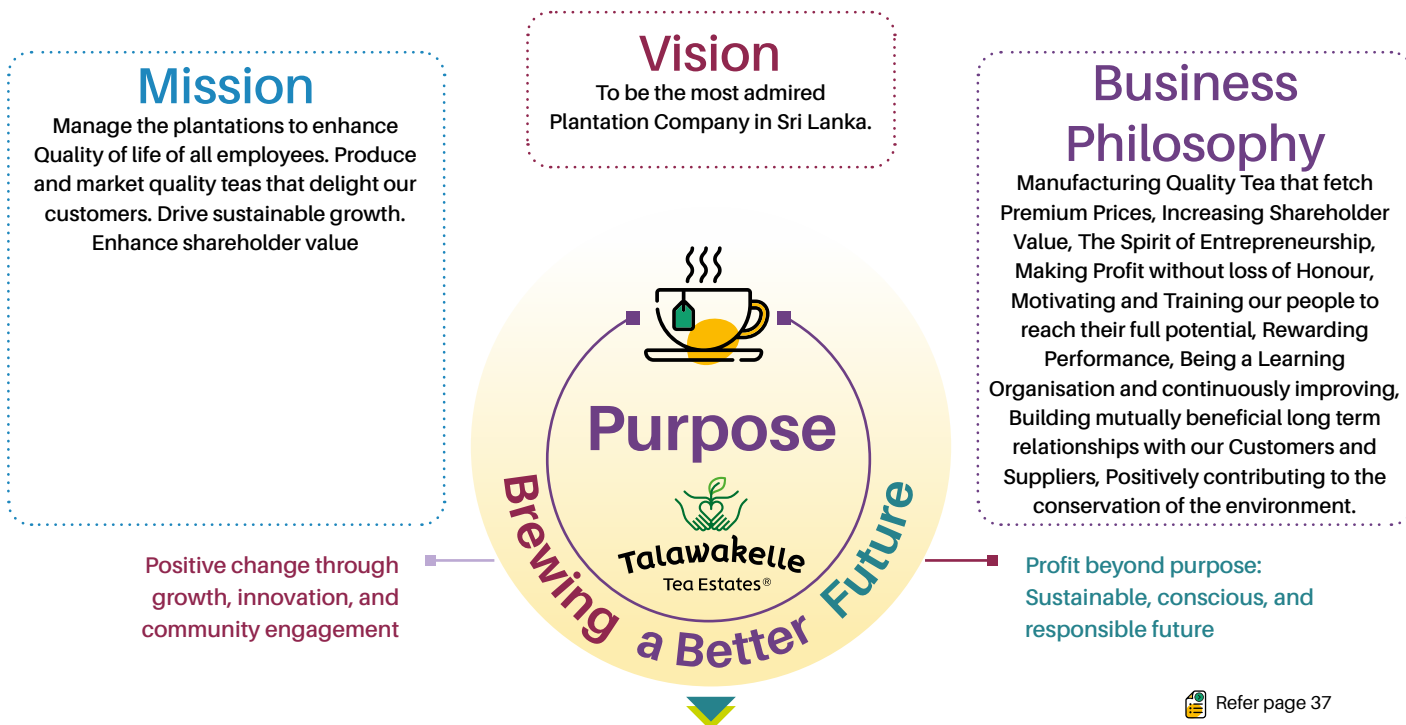 Mission
Manage the plantations to enhance
Quality of life of all employees. Produce
and market quality teas that delight our
customers. Drive sustainable growth.
Enhance shareholder value
Vision
To be the most admired
Plantation Company in Sri Lanka.
Business
Philosophy
Manufacturing Quality Tea that fetch
Premium Prices, Increasing Shareholder
Value, The Spirit of Entrepreneurship,
Making Profit without loss of Honour,
Motivating and Training our people to
reach their full potential, Rewarding
Performance, Being a Learning
Organisation and continuously improving,
Building mutually beneficial long term
relationships with our Customers and
Suppliers, Positively contributing to the
conservation of the environment.
Purpose
Talawakelle
Tea Estates®
Brewing a Better Future
Positive change through
growth, innovation, and
community engagement
Profit beyond purpose:
Sustainable, conscious, and
responsible future
Refer page 37